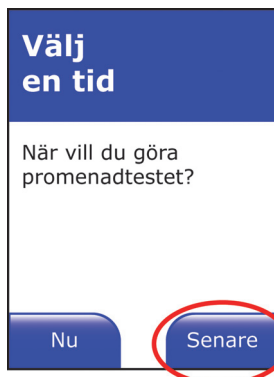 Välj
en tid
När vill du göra
promenadtestet?
Nu
Senare